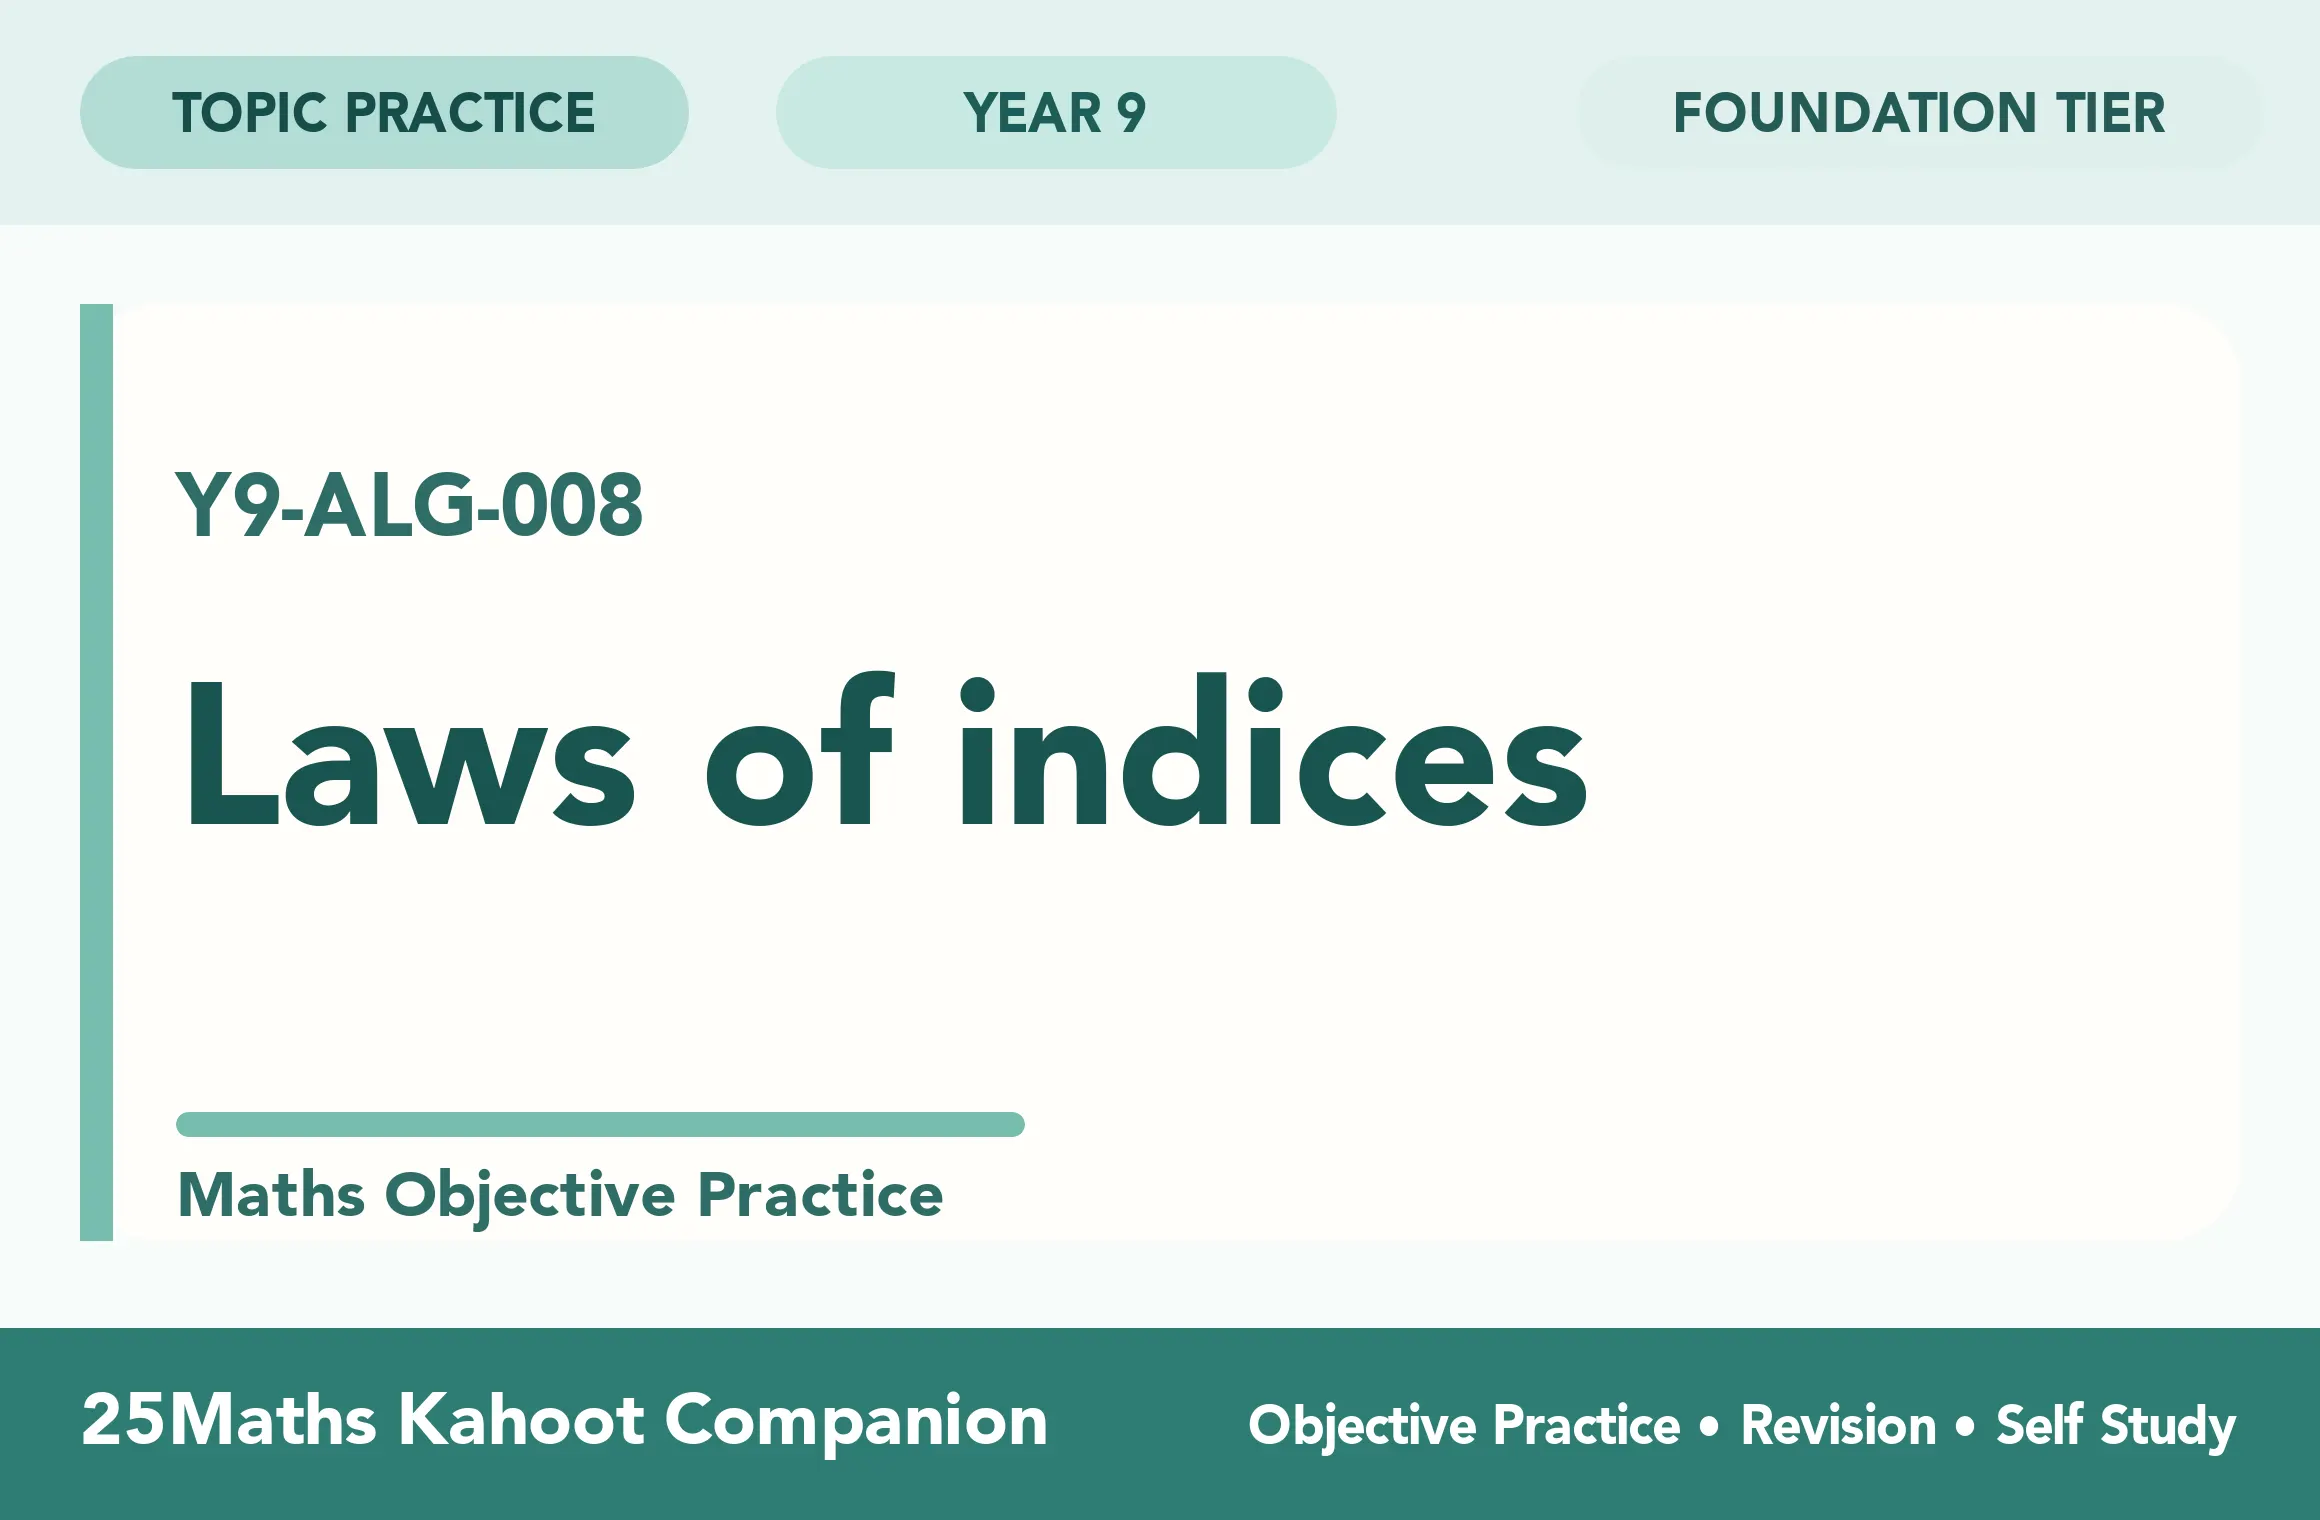 TOPIC PRACTICE
YEAR 9
FOUNDATION TIER
Y9-ALG-008
Laws of indices
Maths Objective Practice
25Maths Kahoot Companion
Objective Practice • Revision • Self Study